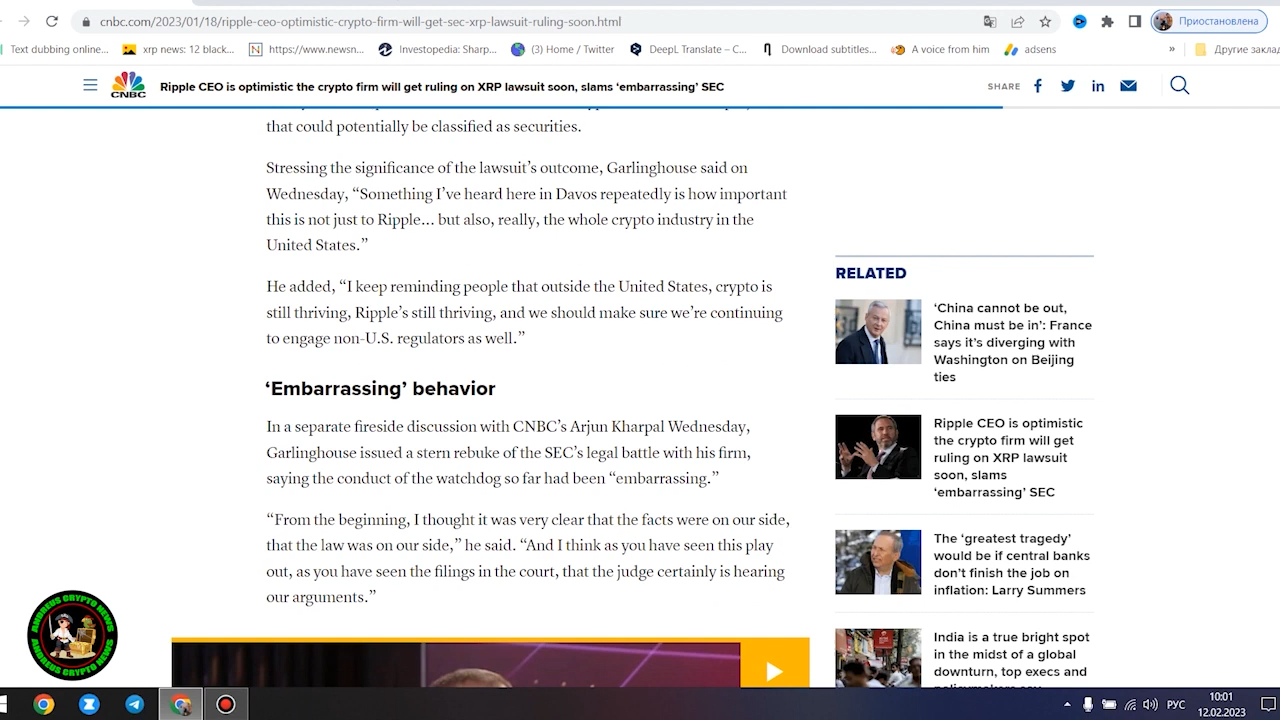 cnbc.com/2023/01/18/ripple-ceo-optimistic-crypto-firm-will-get-sec-xrp-lawsuit-ruling-soon.html
Приостановлена
Text dubbing online...
xrp news: 12 black...
https://www.newsn...
Investopedia: Sharp...
(3) Home / Twitter
DeepL Translate – C...
Download subtitles...
A voice from him
adsens
»
Другие закла
CNBC
Ripple CEO is optimistic the crypto firm will get ruling on XRP lawsuit soon, slams ‘embarrassing’ SEC
SHARE
that could potentially be classified as securities.
Stressing the significance of the lawsuit’s outcome, Garlinghouse said on
Wednesday, “Something I’ve heard here in Davos repeatedly is how important
this is not just to Ripple… but also, really, the whole crypto industry in the
United States.”
He added, “I keep reminding people that outside the United States, crypto is
still thriving, Ripple’s still thriving, and we should make sure we’re continuing
to engage non-U.S. regulators as well.”
‘Embarrassing’ behavior
In a separate fireside discussion with CNBC’s Arjun Kharpal Wednesday,
Garlinghouse issued a stern rebuke of the SEC’s legal battle with his firm,
saying the conduct of the watchdog so far had been “embarrassing.”
“From the beginning, I thought it was very clear that the facts were on our side,
that the law was on our side,” he said. “And I think as you have seen this play
out, as you have seen the filings in the court, that the judge certainly is hearing
our arguments.”
RELATED
‘China cannot be out,
China must be in’: France
says it’s diverging with
Washington on Beijing
ties
Ripple CEO is optimistic
the crypto firm will get
ruling on XRP lawsuit
soon, slams
‘embarrassing’ SEC
The ‘greatest tragedy’
would be if central banks
don’t finish the job on
inflation: Larry Summers
India is a true bright spot
in the midst of a global
downturn, top execs and
ANDREUS CRYPTO NEWS
ANDREUS CRYPTO NEWS
РУС
10:01
12.02.2023